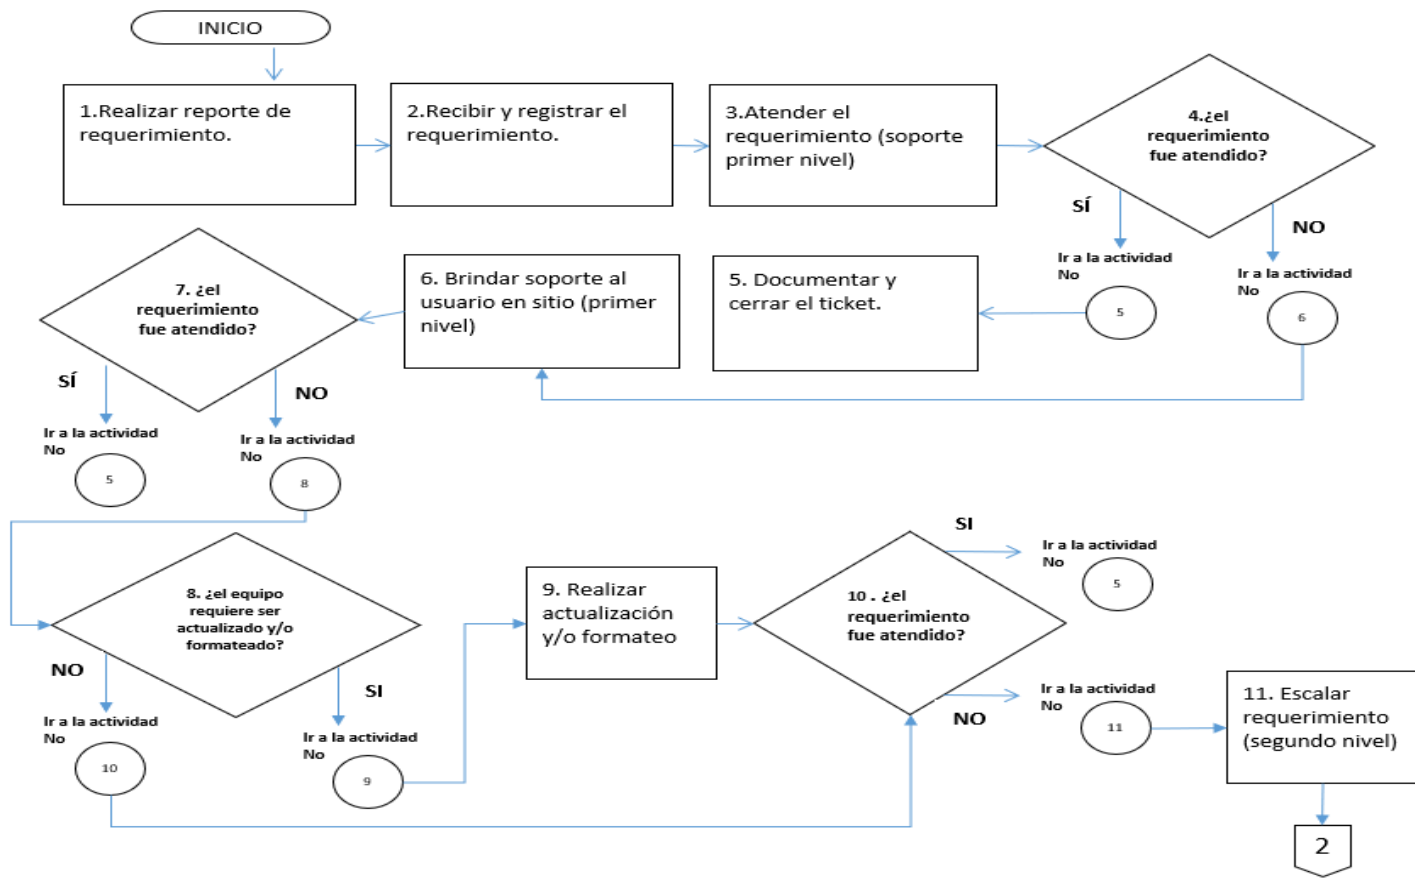 INICIO
1.Realizar reporte de
requerimiento.
2.Recibir y registrar el
requerimiento.
3.Atender el
requerimiento (soporte
primer nivel)
4.¿el
requerimiento
fue atendido?
SÍ
NO
Ir a la actividad
No
5
Ir a la actividad
No
6
5. Documentar y
cerrar el ticket.
6. Brindar soporte al
usuario en sitio (primer
nivel)
7. ¿el
requerimiento
fue atendido?
SÍ
NO
Ir a la actividad
No
5
Ir a la actividad
No
8
8. ¿el equipo
requiere ser
actualizado y/o
formateado?
NO
SI
Ir a la actividad
No
10
Ir a la actividad
No
9
9. Realizar
actualización
y/o formateo
10 . ¿el
requerimiento
fue atendido?
SI
Ir a la actividad
No
5
NO
Ir a la actividad
No
11
11. Escalar
requerimiento
(segundo nivel)
2